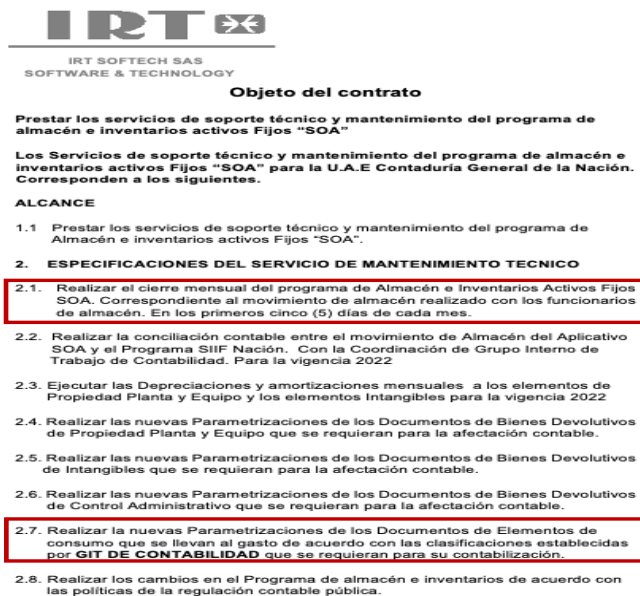 IRT
IRT SOFTECH SAS
SOFTWARE & TECHNOLOGY
Objeto del contrato
Prestar los servicios de soporte técnico y mantenimiento del programa de
almacén e inventarios activos Fijos “SOA”
Los Servicios de soporte técnico y mantenimiento del programa de almacén e
inventarios activos Fijos “SOA” para la U.A.E Contaduría General de la Nación.
Corresponden a los siguientes.
ALCANCE
1.1 Prestar los servicios de soporte técnico y mantenimiento del programa de
Almacén e inventarios activos Fijos “SOA”.
2. ESPECIFICACIONES DEL SERVICIO DE MANTENIMIENTO TECNICO
2.1. Realizar el cierre mensual del programa de Almacén e Inventarios Activos Fijos
SOA. Correspondiente al movimiento de almacén realizado con los funcionarios
de almacén. En los primeros cinco (5) días de cada mes.
2.2. Realizar la conciliación contable entre el movimiento de Almacén del Aplicativo
SOA y el Programa SIIF Nación. Con la Coordinación de Grupo Interno de
Trabajo de Contabilidad. Para la vigencia 2022
2.3. Ejecutar las Depreciaciones y amortizaciones mensuales a los elementos de
Propiedad Planta y Equipo y los elementos Intangibles para la vigencia 2022
2.4. Realizar las nuevas Parametrizaciones de los Documentos de Bienes Devolutivos
de Propiedad Planta y Equipo que se requieran para la afectación contable.
2.5. Realizar las nuevas Parametrizaciones de los Documentos de Bienes Devolutivos
de Intangibles que se requieran para la afectación contable.
2.6. Realizar las nuevas Parametrizaciones de los Documentos de Bienes Devolutivos
de Control Administrativo que se requieran para la afectación contable.
2.7. Realizar la nuevas Parametrizaciones de los Documentos de Elementos de
consumo que se llevan al gasto de acuerdo con las clasificaciones establecidas
por GIT DE CONTABILIDAD que se requieran para su contabilización.
2.8. Realizar los cambios en el Programa de almacén e inventarios de acuerdo con
las políticas de la regulación contable pública.